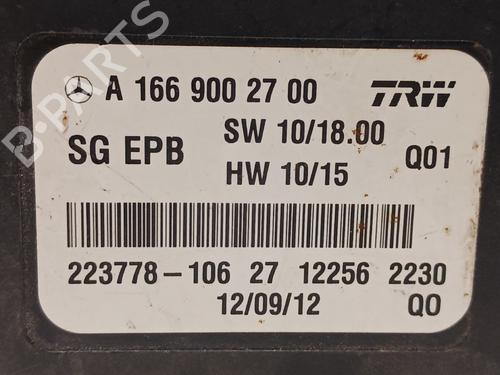 B-PARTS
A 166 900 27 00
TRW
SG EPB
SW 10/18.00
HW 10/15
Q01
223778-106 27 12256 2230
12/09/12
QO